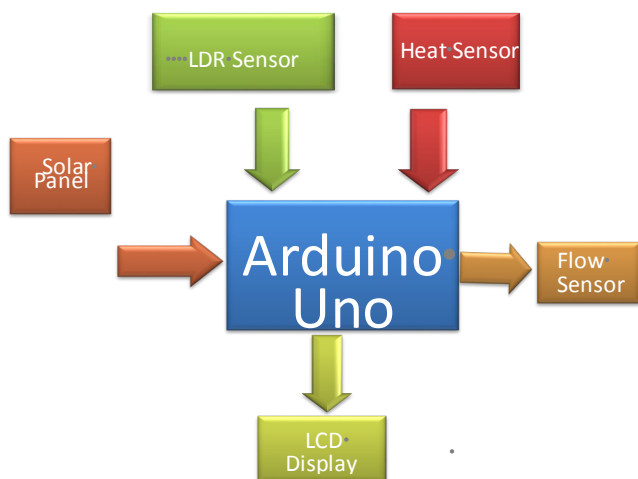 LDR Sensor
Heat Sensor
Solar
Panel
Arduino
Uno
Flow
Sensor
LCD
Display